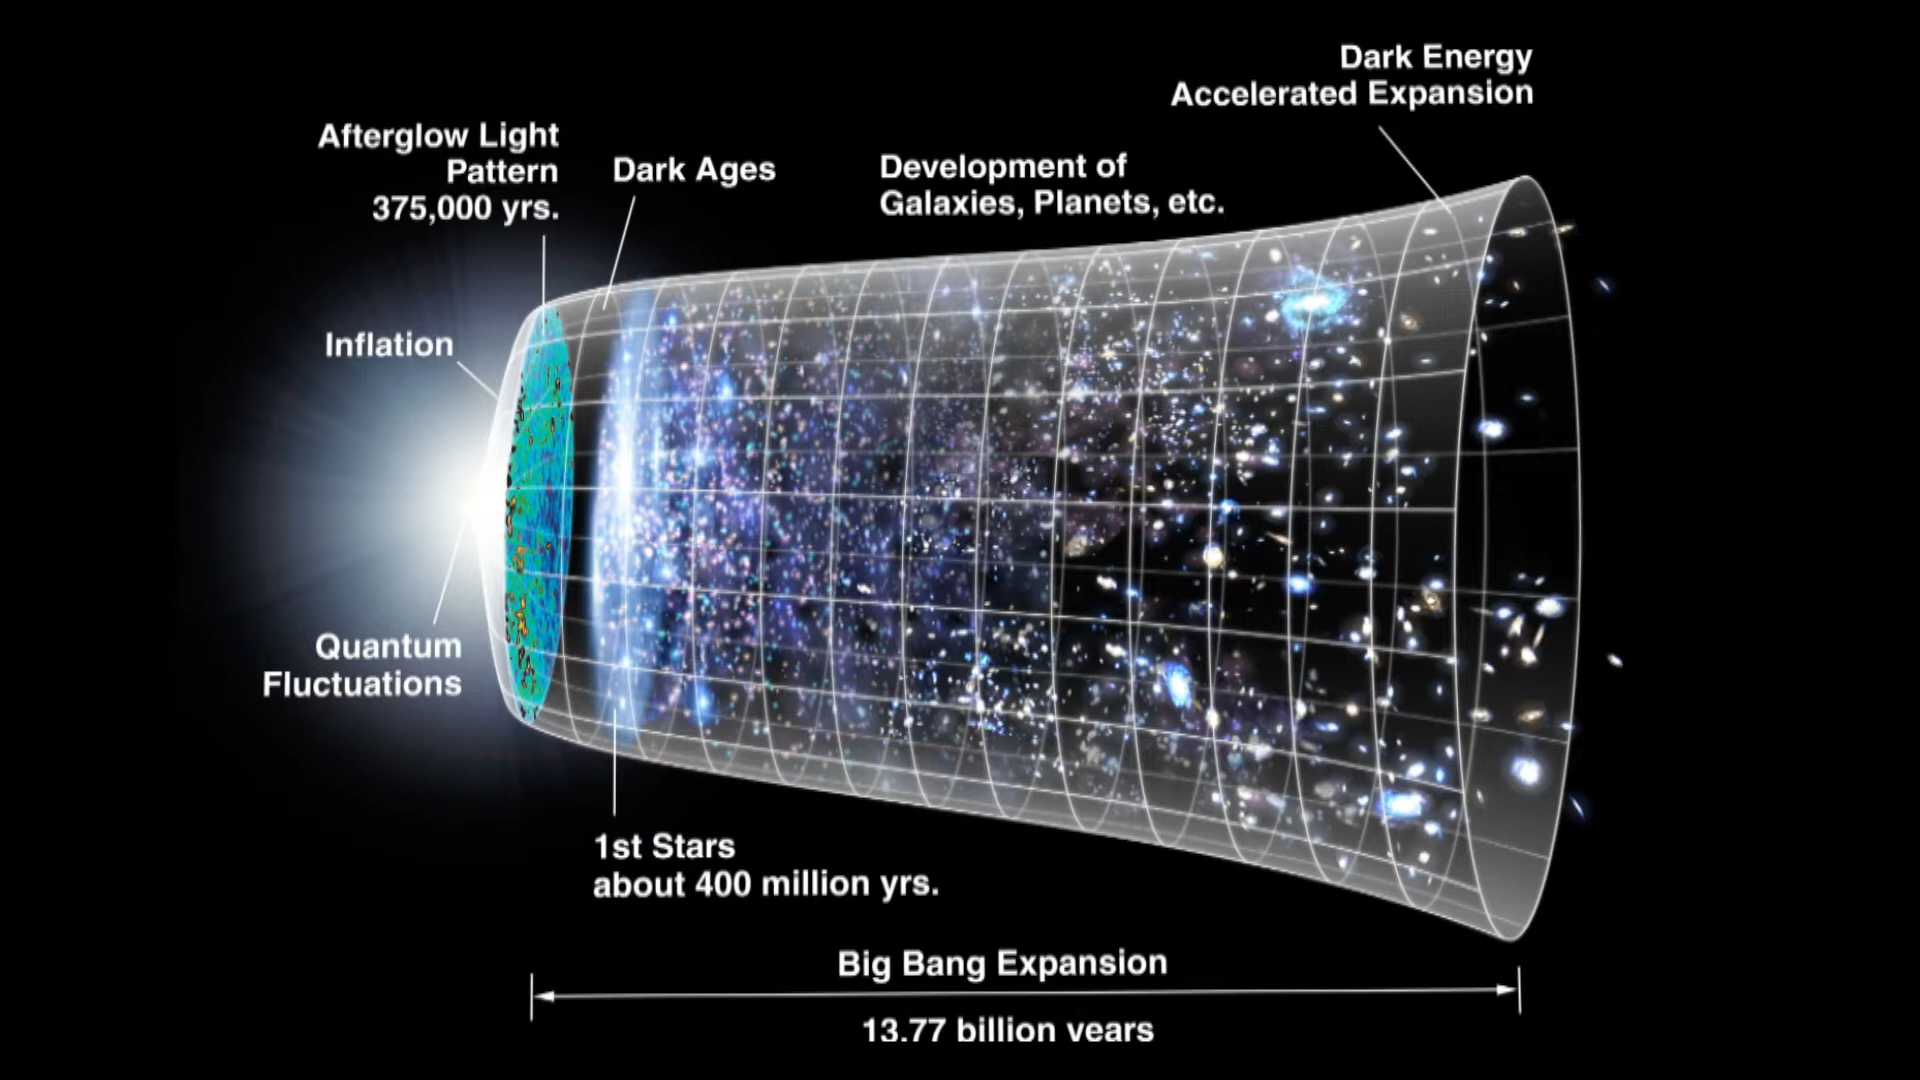 Dark Energy
Accelerated Expansion
Afterglow Light
Pattern
375,000 yrs.
Dark Ages
Development of
Galaxies, Planets, etc.
Inflation
Quantum
Fluctuations
1st Stars
about 400 million yrs.
Big Bang Expansion
13.77 billion years